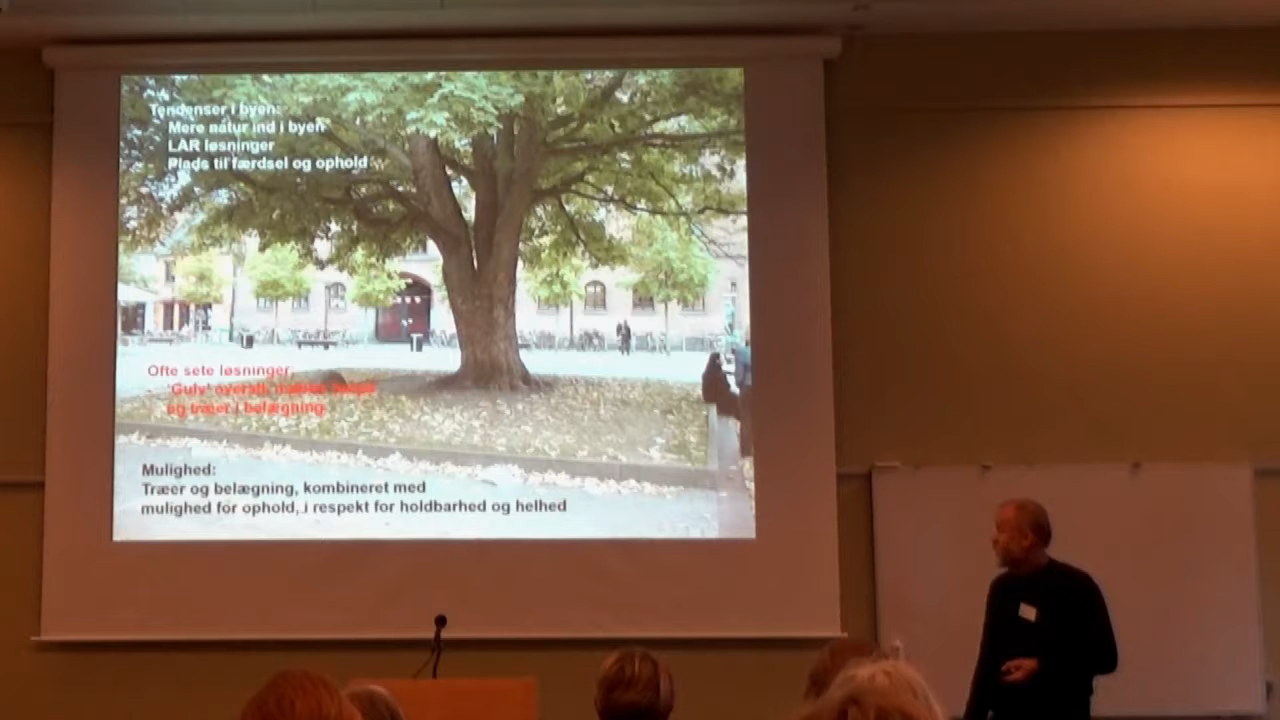 Tendenser i byen:
Mere natur ind i byen
LAR løsninger
Plads til færdsel og ophold
Ofte sete løsninger,
'Gulv' overalt,
og træer i belægning
Mulighed:
Træer og belægning, kombineret med
mulighed for ophold, i respekt for holdbarhed og helhed